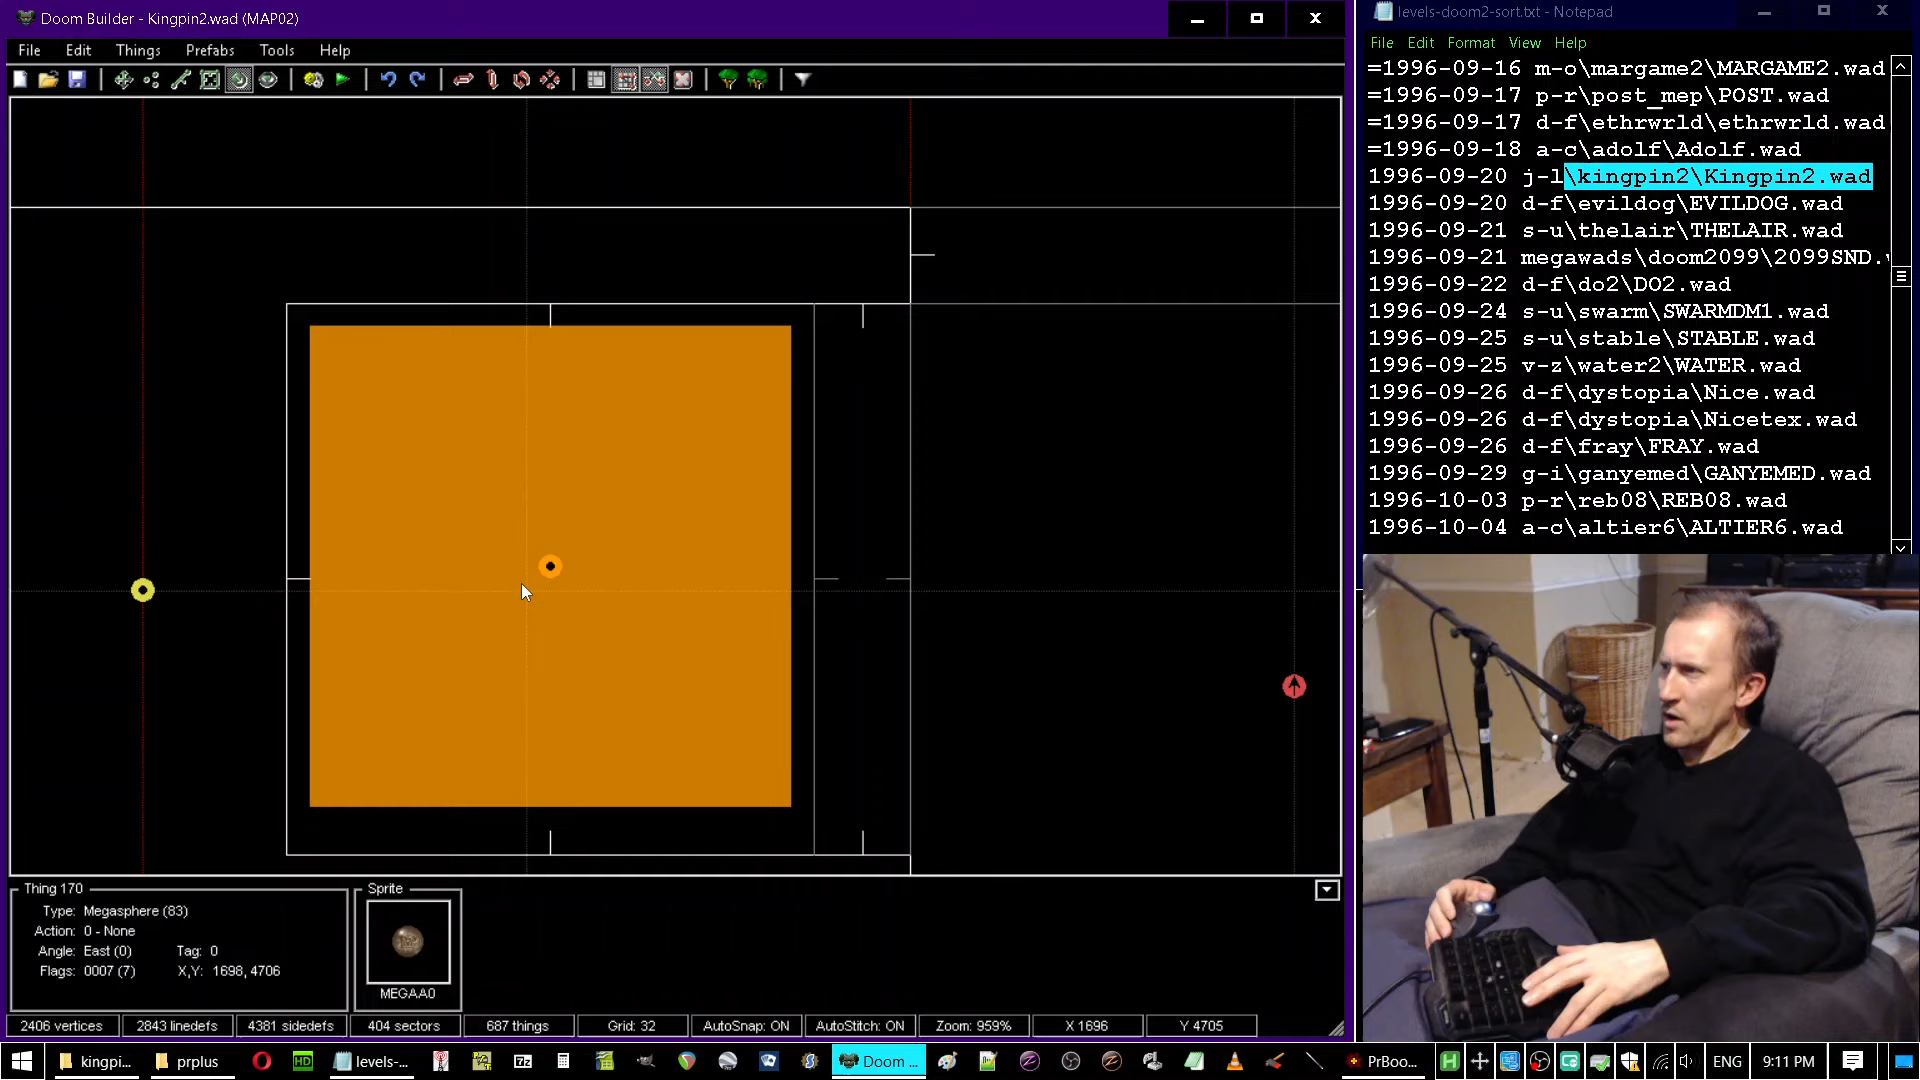 Doom Builder - Kingpin2.wad (MAP02)
File Edit Things Prefabs Tools Help
Thing 170
Type: Megasphere (83)
Action: 0 - None
Angle: East (0) Tag: 0
Flags: 0007 (7) X,Y: 1698, 4706
Sprite
MEGAA0
2406 vertices 2843 linedefs 4381 sidedefs 404 sectors 687 things Grid: 32 AutoSnap: ON AutoStitch: ON Zoom: 959% X 1696 Y 4705
levels-doom2-sort.txt - Notepad
File Edit Format View Help
=1996-09-16 m-o\margame2\MARGAME2.wad
=1996-09-17 p-r\post_mep\POST.wad
=1996-09-17 d-f\ethrwrld\ethrwrld.wad
=1996-09-18 a-c\adolf\Adolf.wad
1996-09-20 j-l\kingpin2\Kingpin2.wad
1996-09-20 d-f\evildog\EVILDOG.wad
1996-09-21 s-u\thelair\THELAIR.wad
1996-09-21 megawads\doom2099\2099SND.
1996-09-22 d-f\do2\DO2.wad
1996-09-24 s-u\swarm\SWARMDM1.wad
1996-09-25 s-u\stable\STABLE.wad
1996-09-25 v-z\water2\WATER.wad
1996-09-26 d-f\dystopia\Nice.wad
1996-09-26 d-f\dystopia\Nicetex.wad
1996-09-26 d-f\fray\FRAY.wad
1996-09-29 g-i\ganyemed\GANYEMED.wad
1996-10-03 p-r\reb08\REB08.wad
1996-10-04 a-c\altier6\ALTIER6.wad
kingpi... prplus HD levels-... 7z Doom ... PrBoo... H ENG 9:11 PM